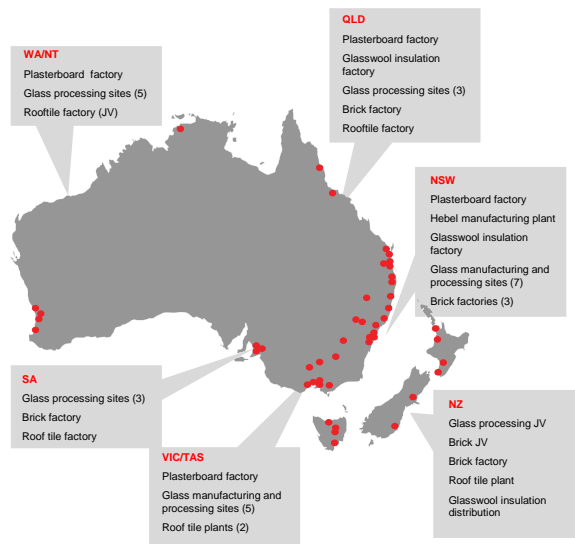 WA/NT
Plasterboard factory
Glass processing sites (5)
Rooftile factory (JV)
QLD
Plasterboard factory
Glasswool insulation
factory
Glass processing sites (3)
Brick factory
Rooftile factory
NSW
Plasterboard factory
Hebel manufacturing plant
Glasswool insulation
factory
Glass manufacturing and
processing sites (7)
Brick factories (3)
SA
Glass processing sites (3)
Brick factory
Roof tile factory
VIC/TAS
Plasterboard factory
Glass manufacturing and
processing sites (5)
Roof tile plants (2)
NZ
Glass processing JV
Brick JV
Brick factory
Roof tile plant
Glasswool insulation
distribution